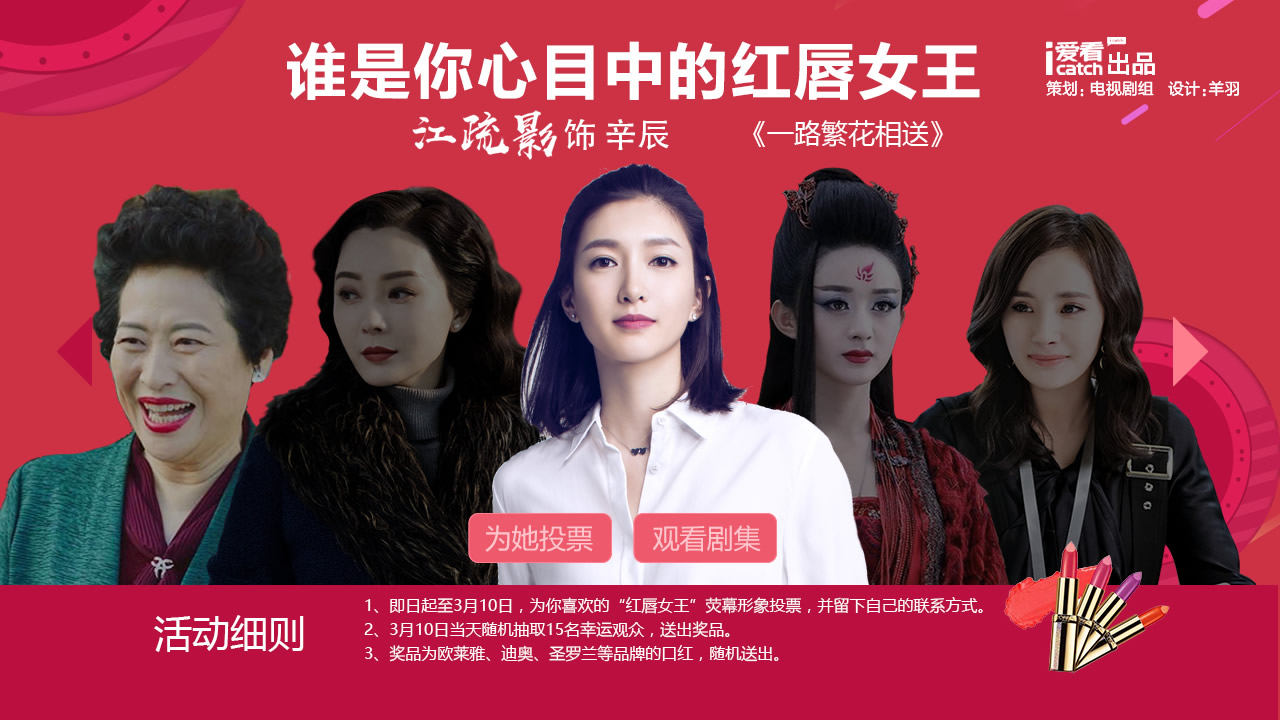 谁是你心目中的红唇女王
i爱看
catch 出品
策划：电视剧组 设计：羊羽
江疏影 饰 辛辰 《一路繁花相送》
为她投票 观看剧集
活动细则
1、即日起至3月10日，为你喜欢的“红唇女王”荧幕形象投票，并留下自己的联系方式。
2、3月10日当天随机抽取15名幸运观众，送出奖品。
3、奖品为欧莱雅、迪奥、圣罗兰等品牌的口红，随机送出。